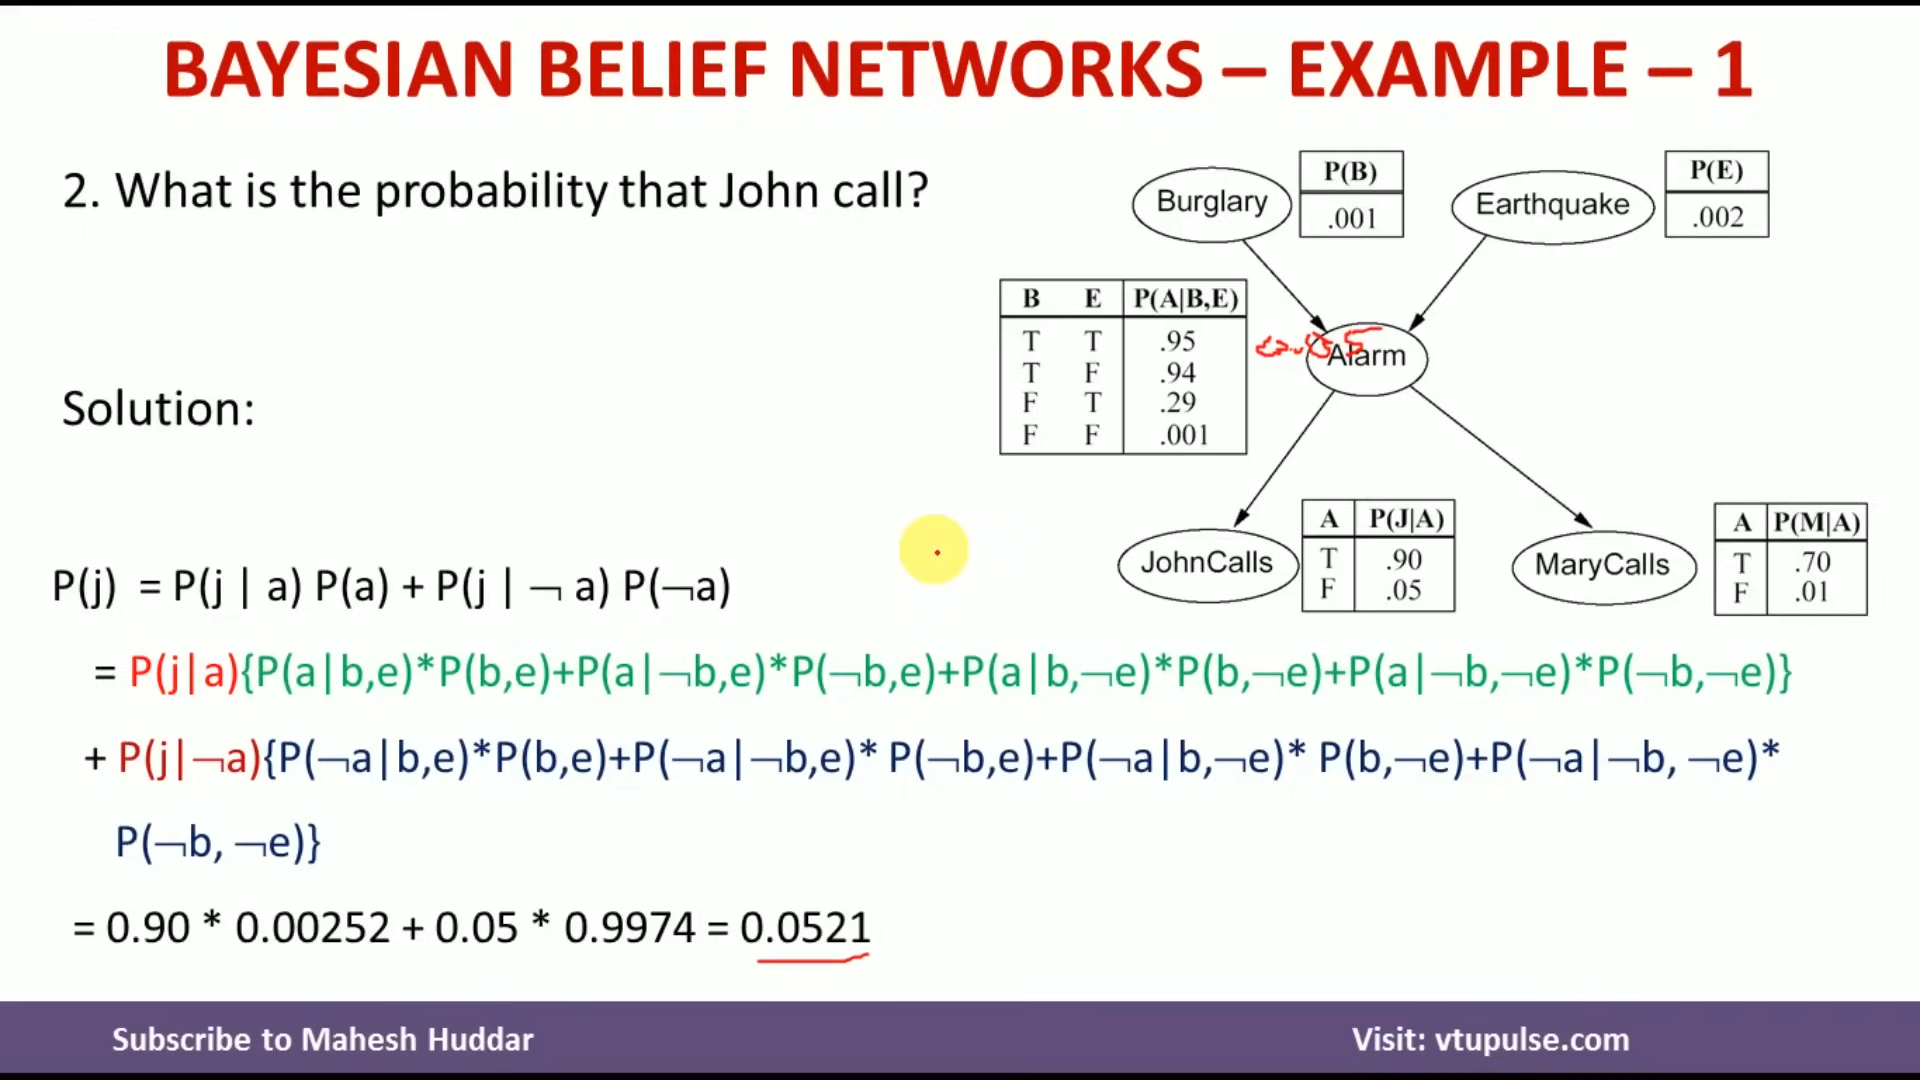 BAYESIAN BELIEF NETWORKS – EXAMPLE – 1
2. What is the probability that John call?
Burglary
P(B)
.001
Earthquake
P(E)
.002
B E P(A|B,E)
T T .95
T F .94
F T .29
F F .001
Alarm
Solution:
JohnCalls
A P(J|A)
T .90
F .05
MaryCalls
A P(M|A)
T .70
F .01
P(j) = P(j | a) P(a) + P(j | ¬ a) P(¬a)
= P(j|a){P(a|b,e)*P(b,e)+P(a|¬b,e)*P(¬b,e)+P(a|b,¬e)*P(b,¬e)+P(a|¬b,¬e)*P(¬b,¬e)}
+ P(j|¬a){P(¬a|b,e)*P(b,e)+P(¬a|¬b,e)* P(¬b,e)+P(¬a|b,¬e)* P(b,¬e)+P(¬a|¬b, ¬e)*
P(¬b, ¬e)}
= 0.90 * 0.00252 + 0.05 * 0.9974 = 0.0521
Subscribe to Mahesh Huddar
Visit: vtupulse.com